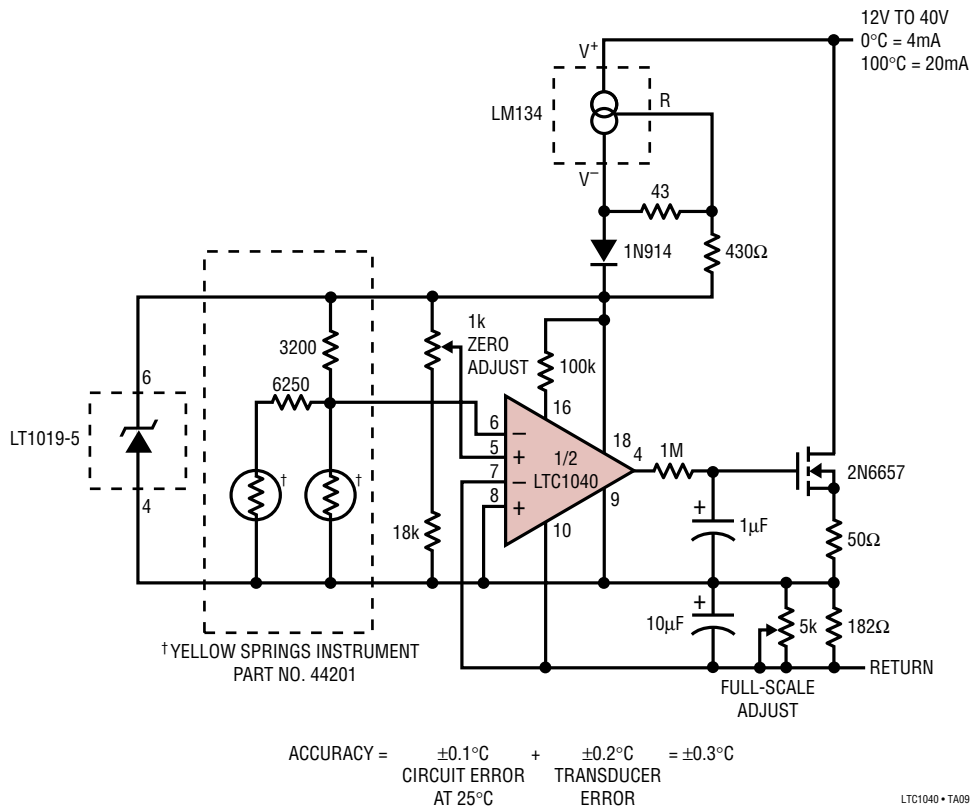 12V TO 40V
0°C = 4mA
100°C = 20mA
V+
R
LM134
V–
43
1N914
430Ω
1k
ZERO
ADJUST
3200
6250
100k
6
16
LT1019-5
†
†
6
–
5
+
7
–
8
+
1/2
LTC1040
18
4
1M
2N6657
9
10
4
18k
+
1µF
50Ω
+
10µF
5k
182Ω
†YELLOW SPRINGS INSTRUMENT
PART NO. 44201
RETURN
FULL-SCALE
ADJUST
ACCURACY = ±0.1°C + ±0.2°C = ±0.3°C
CIRCUIT ERROR TRANSDUCER
AT 25°C ERROR
LTC1040 • TA09